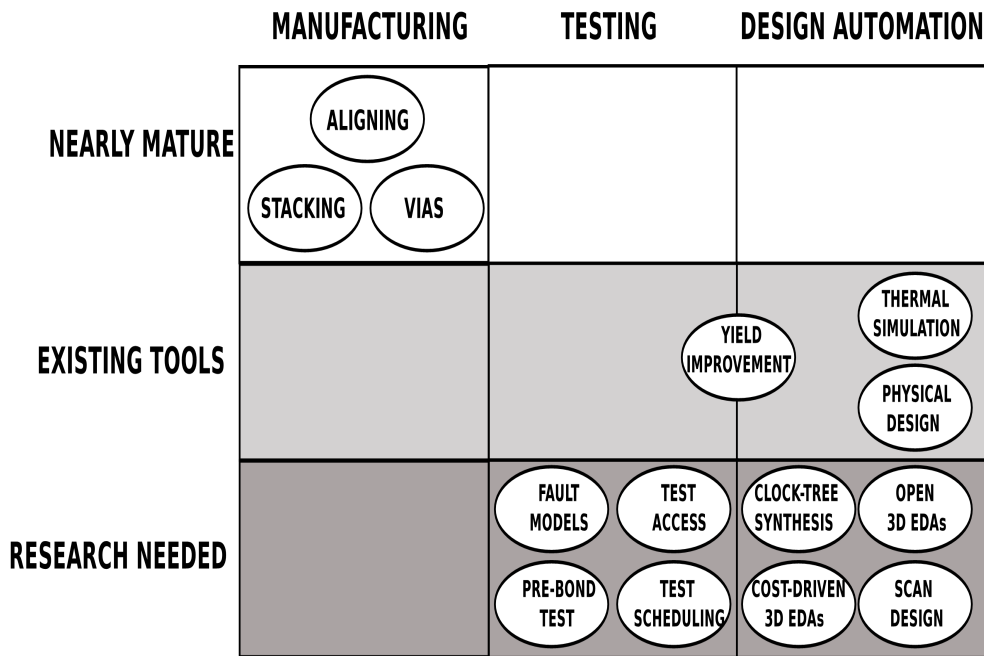 MANUFACTURING TESTING DESIGN AUTOMATION
NEARLY MATURE
ALIGNING
STACKING
VIAS
EXISTING TOOLS
YIELD
IMPROVEMENT
THERMAL
SIMULATION
PHYSICAL
DESIGN
RESEARCH NEEDED
FAULT
MODELS
TEST
ACCESS
CLOCK-TREE
SYNTHESIS
OPEN
3D EDAs
PRE-BOND
TEST
TEST
SCHEDULING
COST-DRIVEN
3D EDAs
SCAN
DESIGN